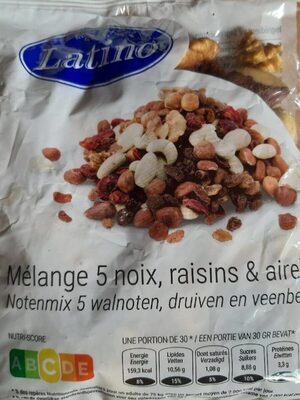 Latino
Mélange 5 noix, raisins & aire
Notenmix 5 walnoten, druiven en veenbe
NUTRI-SCORE
A B C D E
UNE PORTION DE 30 * / EEN PORTIE VAN 30 GR BEVAT*
Energie Lipides Dont saturés Sucres Protéines
Energie Vetten Verzadigd Suikers Eiwitten
159,3 kcal 10,56 g 1,08 g 8,88 g 3,3 g
8% 15% 5% 10%